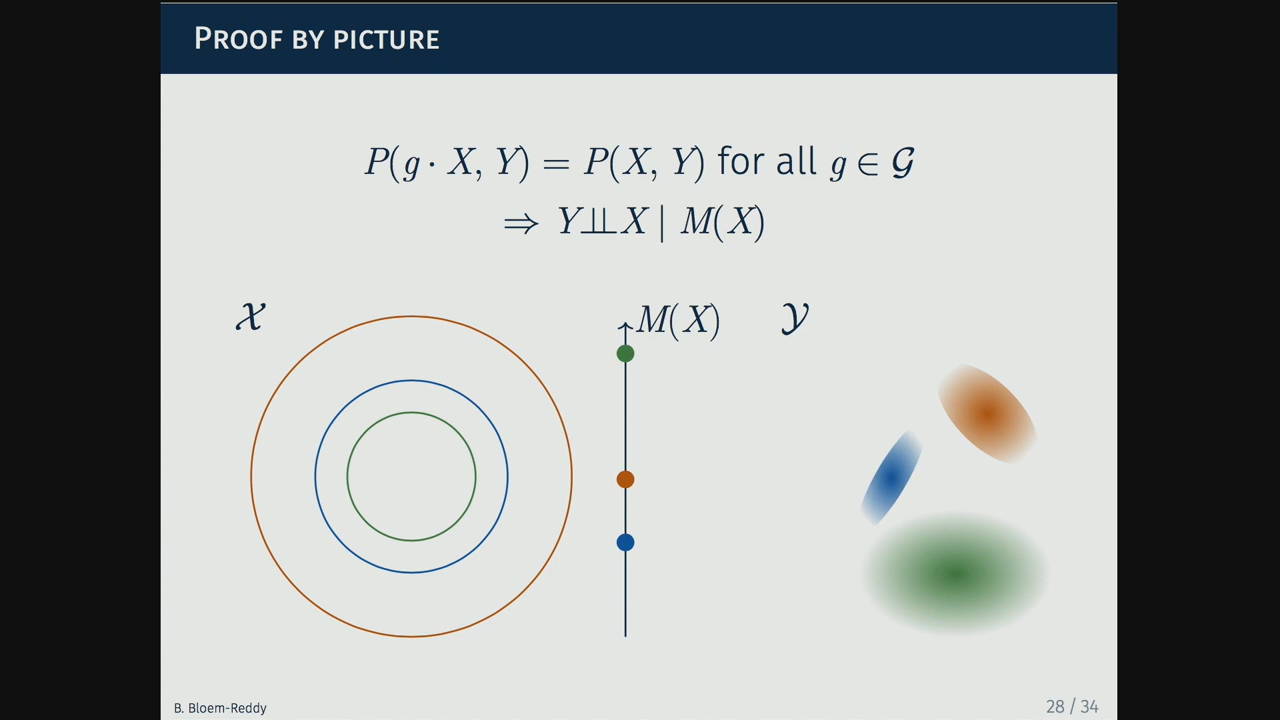 PROOF BY PICTURE
P(g · X, Y) = P(X, Y) for all g ∈ 𝒢
⇒ Y⫫X | M(X)
𝒳
M(X)
𝒴
B. Bloem-Reddy
28 / 34